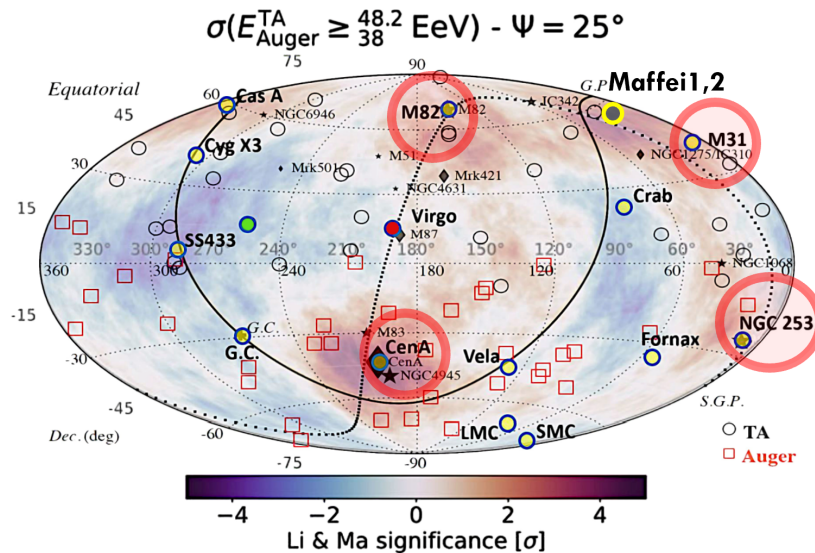 σ(E^TA_Auger ≥ ^48.2_38 EeV) - Ψ = 25°
75
90
Equatorial
60
Cas A
G.P
Maffei1,2
45
NGC6946
M82
M82
IC342
M31
Cyg X3
M51
NGC1275/IC310
30
Mrk501
Mrk421
NGC4631
Crab
15
Virgo
M87
SS433
360
330°
300°
300
270°
240°
240
210°
180°
180
150°
120°
120
90°
60°
60
30°
NGC1068
-15
M83
NGC 253
G.C.
G.C.
CenA
CenA
Vela
Fornax
-30
NGC4945
-45
S.G.P.
LMC
SMC
TA
Dec.(deg)
-60
Auger
-75
-90
−4
−2
0
2
4
Li & Ma significance [σ]